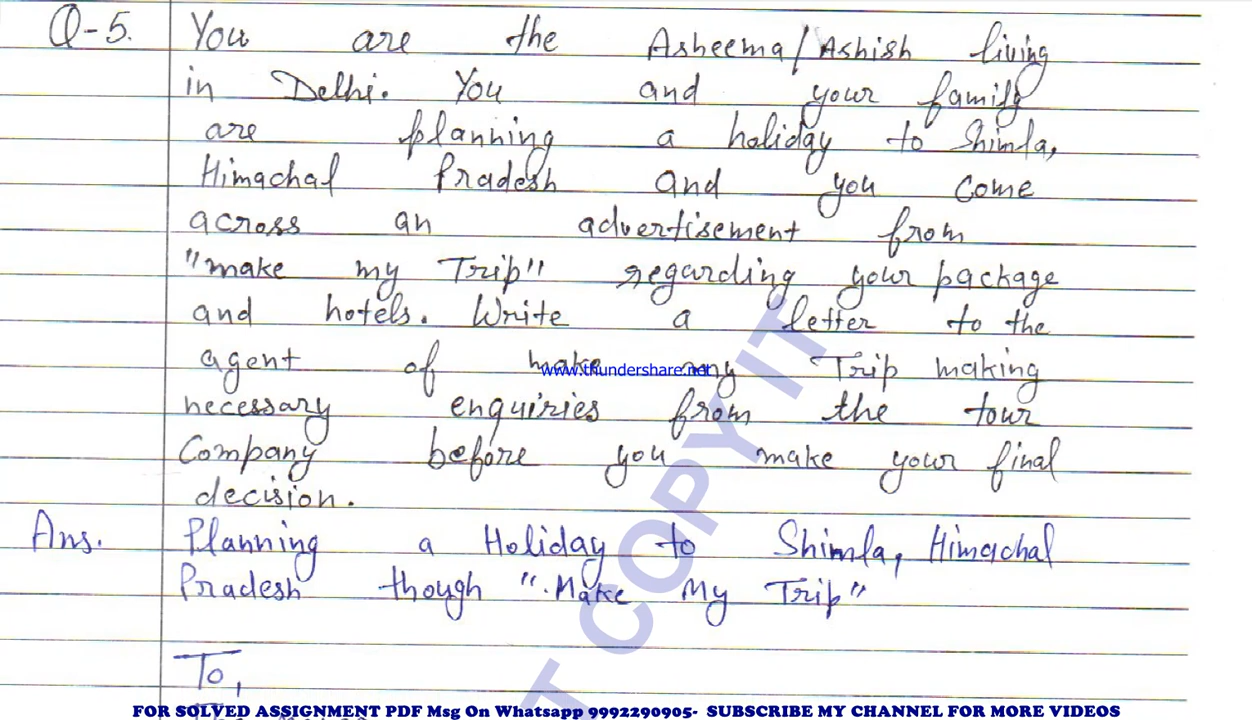 Q-5. You are the Asheema/Ashish living
in Delhi. You and your family
are planning a holiday to Shimla,
Himachal Pradesh and you come
across an advertisement from
"make my Trip" regarding your package
and hotels. Write a letter to the
agent of make my Trip making
www.thundershare.net
necessary enquiries from the tour
Company before you make your final
decision.
Ans. Planning a Holiday to Shimla, Himachal
Pradesh though "Make My Trip"
To,
T COPY IT
FOR SOLVED ASSIGNMENT PDF Msg On Whatsapp 9992290905- SUBSCRIBE MY CHANNEL FOR MORE VIDEOS